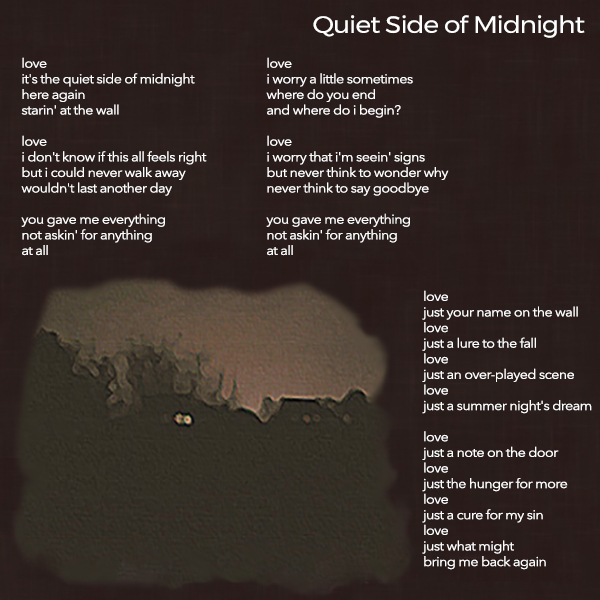 Quiet Side of Midnight
love
it's the quiet side of midnight
here again
starin' at the wall
love
i don't know if this all feels right
but i could never walk away
wouldn't last another day
you gave me everything
not askin' for anything
at all
love
i worry a little sometimes
where do you end
and where do i begin?
love
i worry that i'm seein' signs
but never think to wonder why
never think to say goodbye
you gave me everything
not askin' for anything
at all
love
just your name on the wall
love
just a lure to the fall
love
just an over-played scene
love
just a summer night's dream
love
just a note on the door
love
just the hunger for more
love
just a cure for my sin
love
just what might
bring me back again